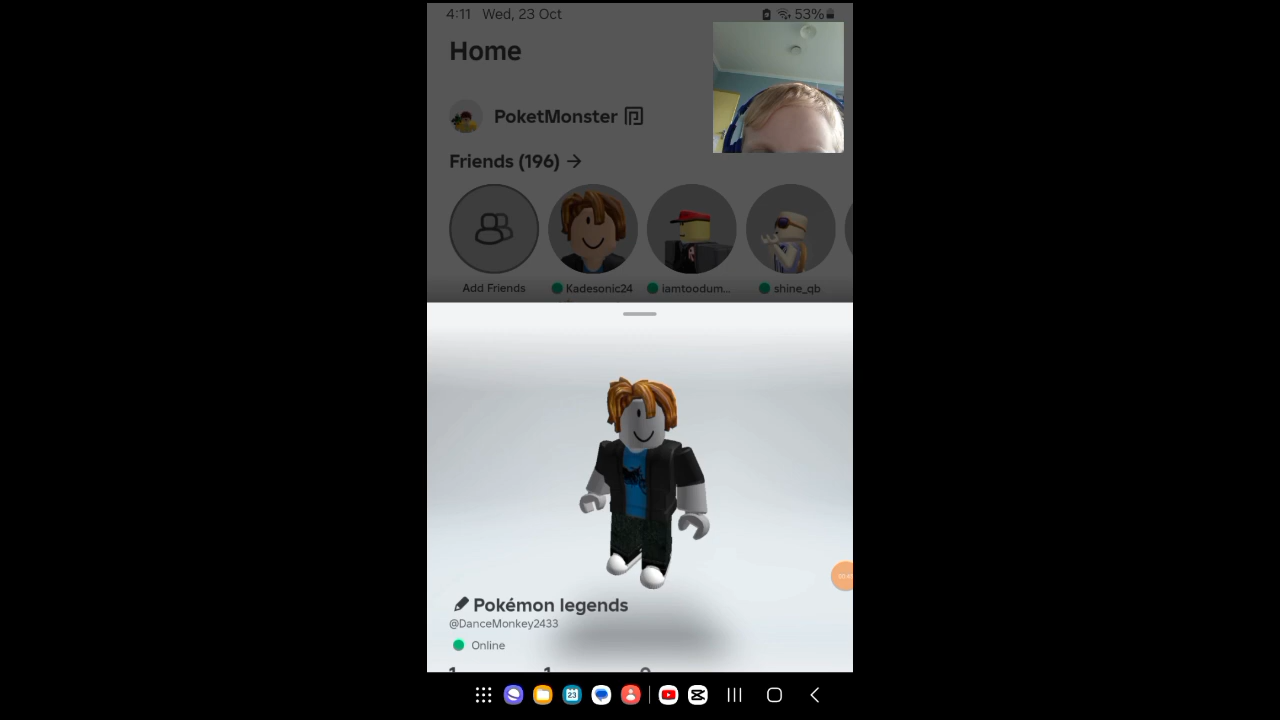 4:11 Wed, 23 Oct 53%
Home
PoketMonster
Friends (196) →
Add Friends Kadesonic24 iamtoodum... shine_qb
Pokémon legends
@DanceMonkey2433
Online
23